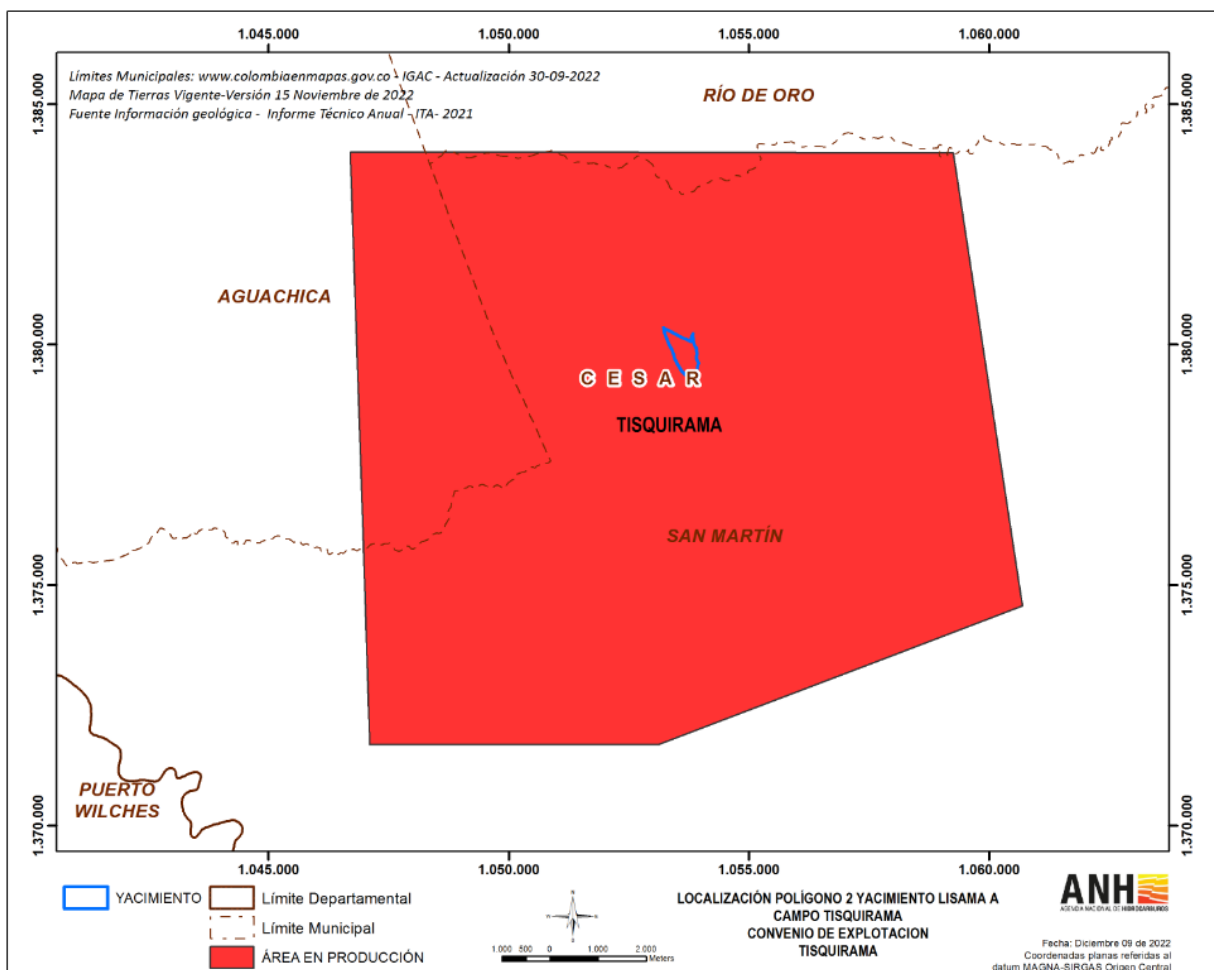 1.045.000 1.050.000 1.055.000 1.060.000
Límites Municipales: www.colombiaenmapas.gov.co - IGAC - Actualización 30-09-2022
Mapa de Tierras Vigente-Versión 15 Noviembre de 2022
Fuente Información geológica - Informe Técnico Anual - ITA- 2021
RÍO DE ORO
1.385.000 1.385.000
AGUACHICA
1.380.000 1.380.000
CESAR
TISQUIRAMA
SAN MARTÍN
1.375.000 1.375.000
PUERTO
WILCHES
1.370.000 1.370.000
1.045.000 1.050.000 1.055.000 1.060.000
YACIMIENTO
Límite Departamental
Límite Municipal
ÁREA EN PRODUCCIÓN
N
S
1.000 500 0 1.000 2.000
Meters
LOCALIZACIÓN POLÍGONO 2 YACIMIENTO LISAMA A
CAMPO TISQUIRAMA
CONVENIO DE EXPLOTACION
TISQUIRAMA
ANH
AGENCIA NACIONAL DE HIDROCARBUROS
Fecha: Diciembre 09 de 2022
Coordenadas planas referidas al
datum MAGNA-SIRGAS Origen Central